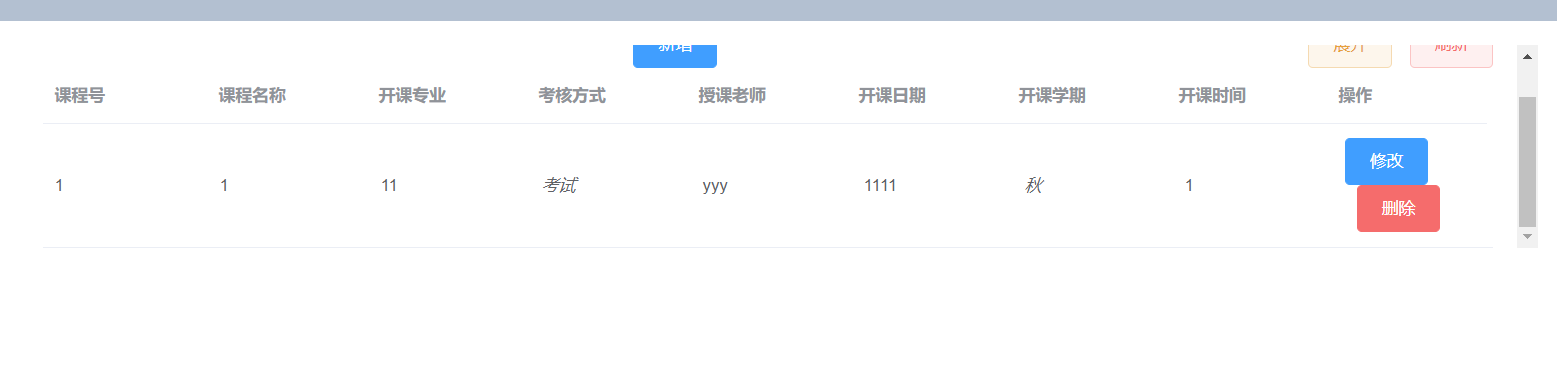 新增 展开 刷新
课程号 课程名称 开课专业 考核方式 授课老师 开课日期 开课学期 开课时间 操作
1 1 11 考试 yyy 1111 秋 1 修改
删除